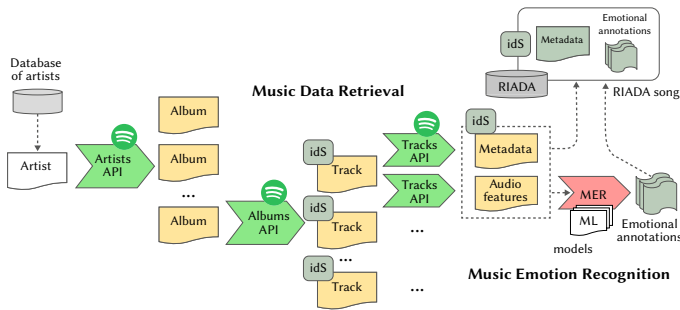 Database
of artists
Artist
Artists
API
Album
Album
...
Album
Music Data Retrieval
Albums
API
idS
Track
idS
Track
...
idS
Track
Tracks
API
Tracks
API
...
...
idS
Metadata
Audio
features
idS
Metadata
Emotional
annotations
RIADA
RIADA song
MER
ML
models
Emotional
annotations
Music Emotion Recognition